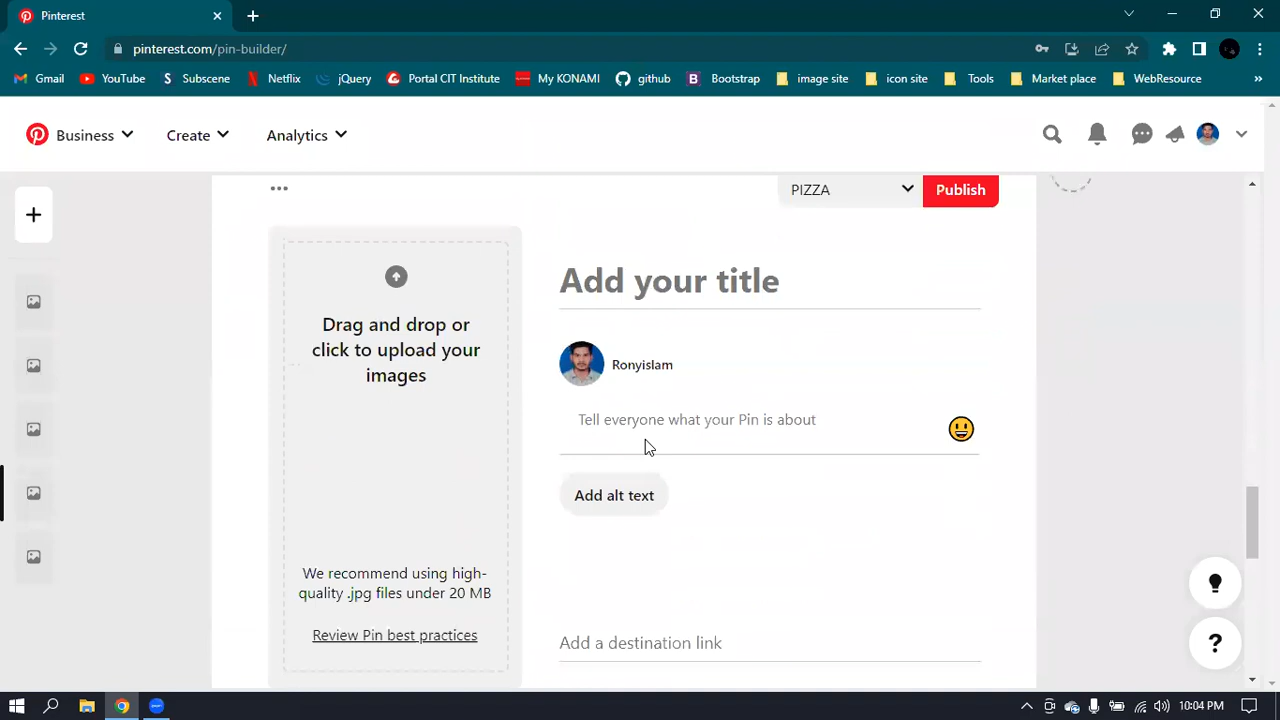 Pinterest
pinterest.com/pin-builder/
Gmail YouTube Subscene Netflix jQuery Portal CIT Institute My KONAMI github Bootstrap image site icon site Tools Market place WebResource »
Business Create Analytics
PIZZA Publish
Add your title
Drag and drop or
click to upload your
images
Ronyislam
Tell everyone what your Pin is about
Add alt text
We recommend using high-
quality .jpg files under 20 MB
Review Pin best practices
Add a destination link
?
10:04 PM